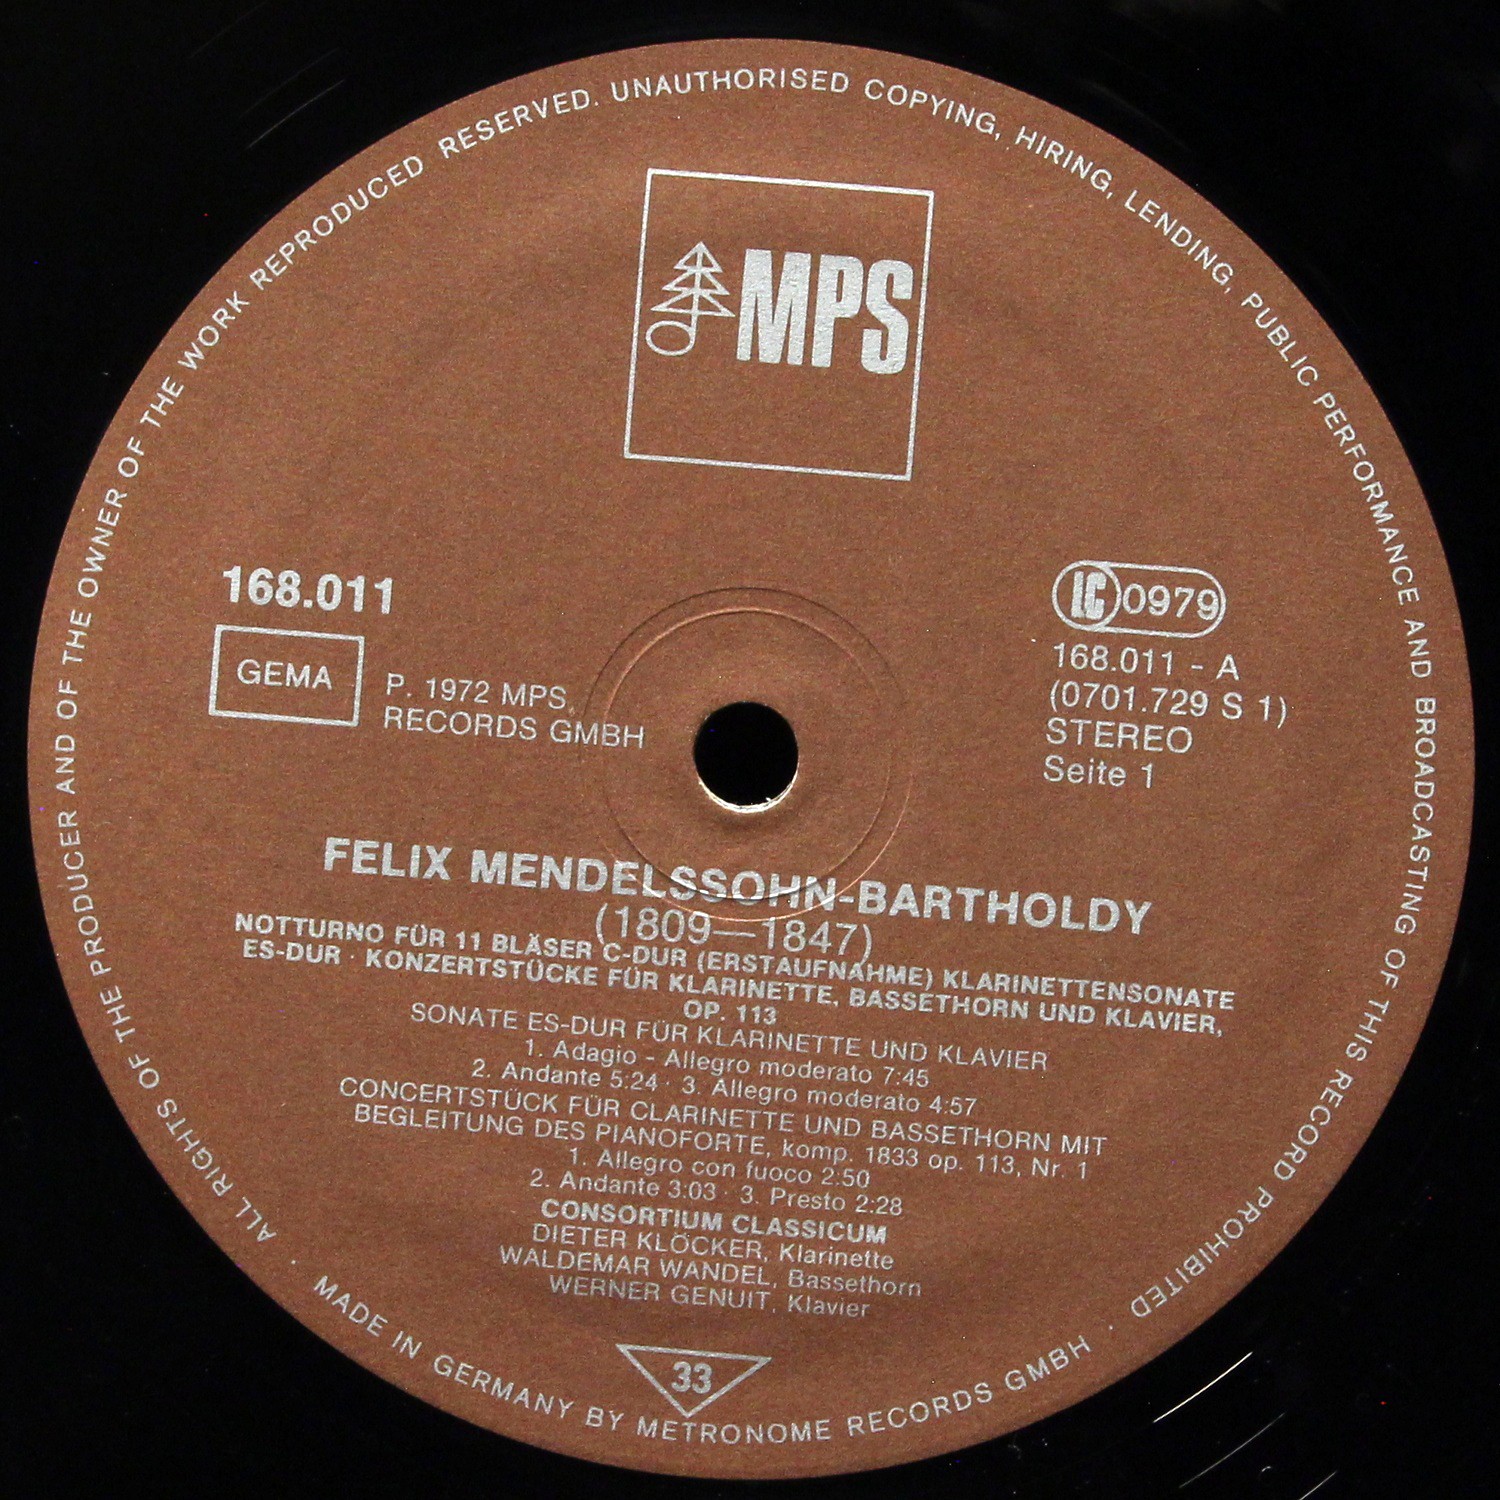 ALL RIGHTS OF THE PRODUCER AND OF THE OWNER OF THE WORK REPRODUCED RESERVED. UNAUTHORISED COPYING, HIRING, LENDING, PUBLIC PERFORMANCE AND BROADCASTING OF THIS RECORD PROHIBITED ·
MPS
168.011
GEMA
P. 1972 MPS,
RECORDS GMBH
LC 0979
168.011 - A
(0701.729 S 1)
STEREO
Seite 1
FELIX MENDELSSOHN-BARTHOLDY
(1809—1847)
NOTTURNO FÜR 11 BLÄSER C-DUR (ERSTAUFNAHME) KLARINETTENSONATE
ES-DUR · KONZERTSTÜCKE FÜR KLARINETTE, BASSETHORN UND KLAVIER,
OP. 113
SONATE ES-DUR FÜR KLARINETTE UND KLAVIER
1. Adagio - Allegro moderato 7:45
2. Andante 5:24 · 3. Allegro moderato 4:57
CONCERTSTÜCK FÜR CLARINETTE UND BASSETHORN MIT
BEGLEITUNG DES PIANOFORTE, komp. 1833 op. 113, Nr. 1
1. Allegro con fuoco 2:50
2. Andante 3:03 · 3. Presto 2:28
CONSORTIUM CLASSICUM
DIETER KLÖCKER, Klarinette
WALDEMAR WANDEL, Bassethorn
WERNER GENUIT, Klavier
33
MADE IN GERMANY BY METRONOME RECORDS GMBH ·